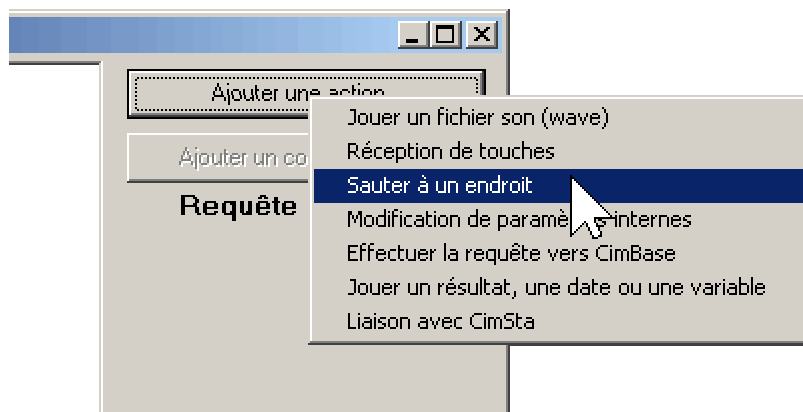 Ajouter une action
Jouer un fichier son (wave)
Ajouter un co
Réception de touches
Sauter à un endroit
Requête
Modification de paramè internes
Effectuer la requête vers CimBase
Jouer un résultat, une date ou une variable
Liaison avec CimSta